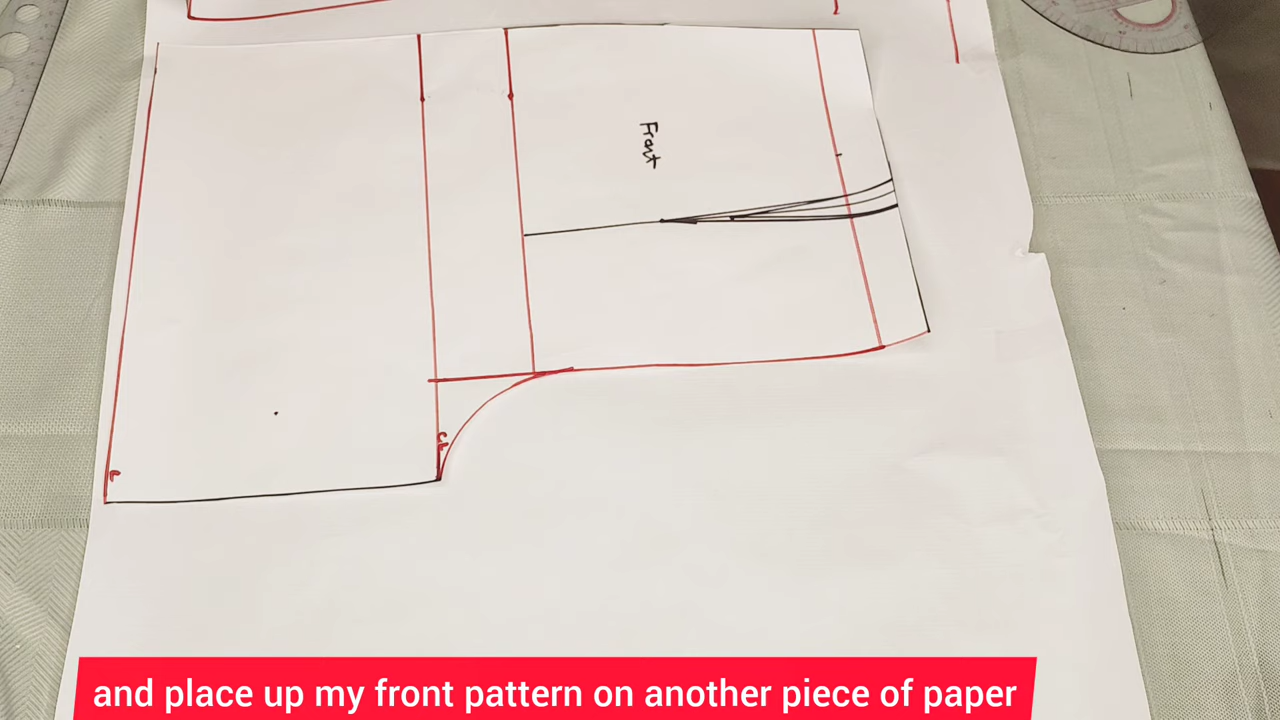 Front
and place up my front pattern on another piece of paper